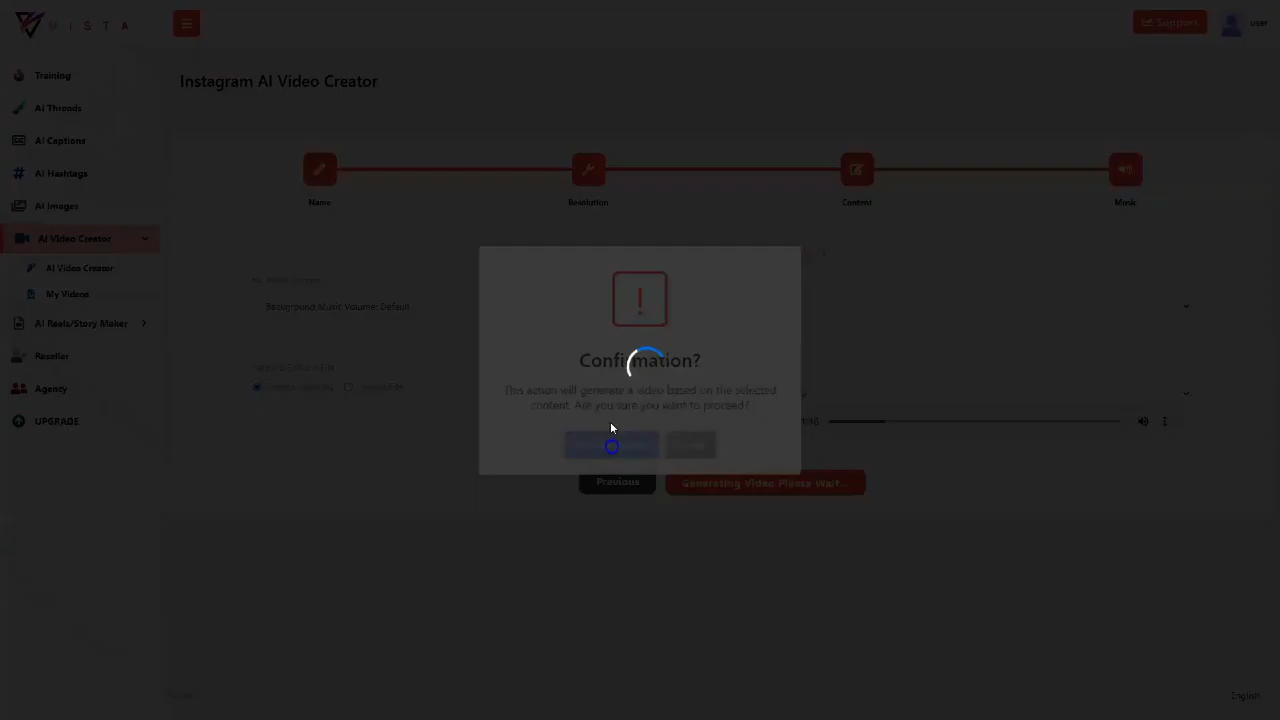 V I S T A
Support
user
Training
AI Threads
AI Captions
AI Hashtags
AI Images
AI Video Creator
AI Video Creator
My Videos
AI Reels/Story Maker
Reseller
Agency
UPGRADE
Instagram AI Video Creator
Name
Resolution
Content
Music
Background Music Volume: Default
Confirmation?
This action will generate a video based on the selected
content. Are you sure you want to proceed?
Previous
Generating Video Please Wait...
English